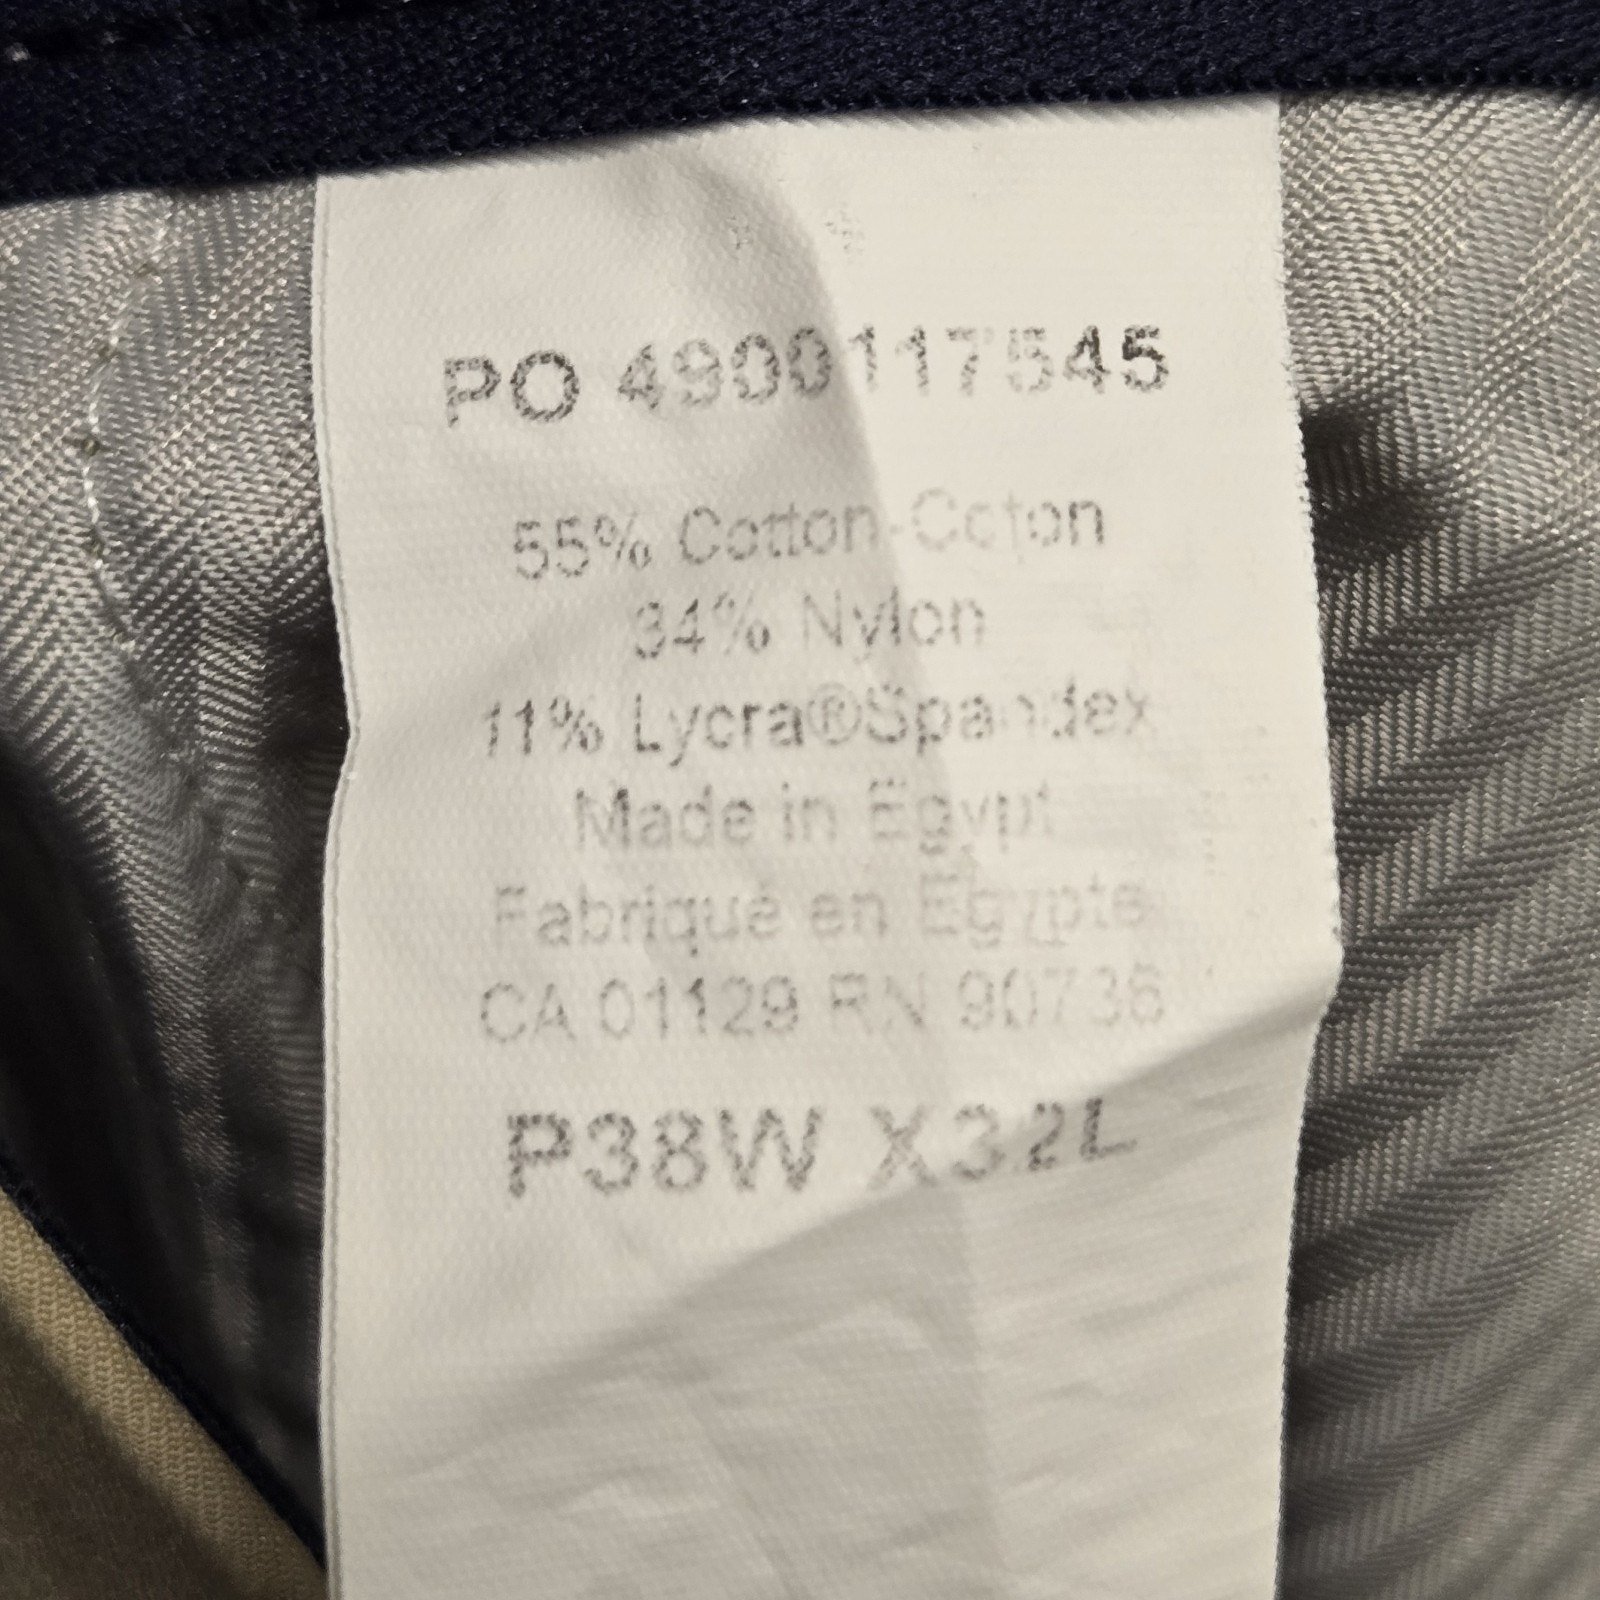 PO 4900117545
55% Cotton-Coton
34% Nylon
11% Lycra®Spandex
Made in Egypt
Fabriqué en Égypte
CA 01129 RN 90736
P38W X32L